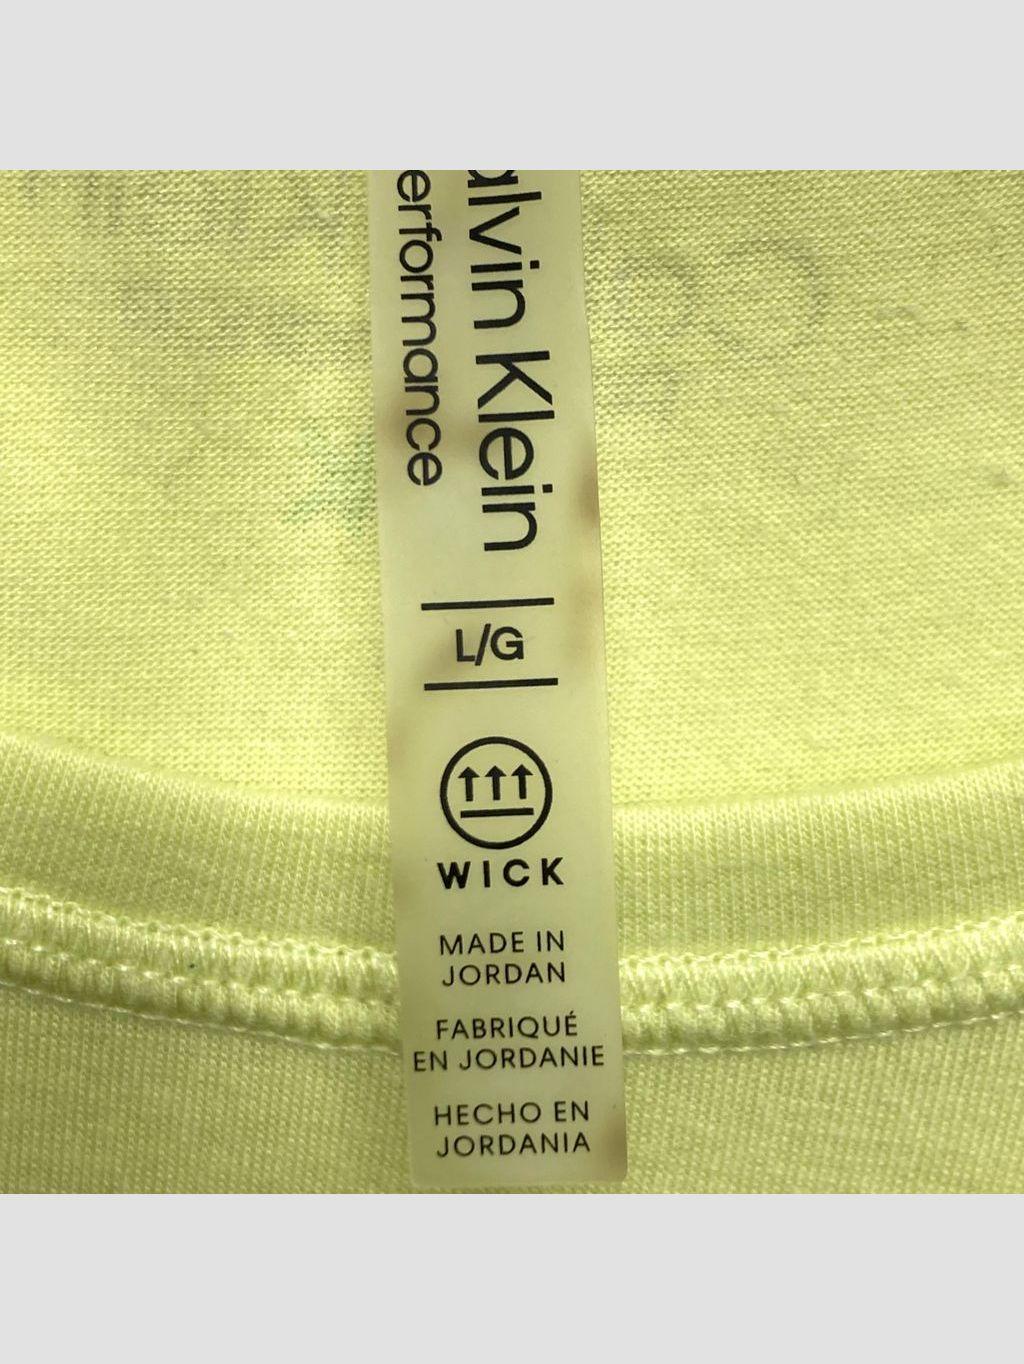 alvin Klein
erformance
L/G
WICK
MADE IN
JORDAN
FABRIQUÉ
EN JORDANIE
HECHO EN
JORDANIA